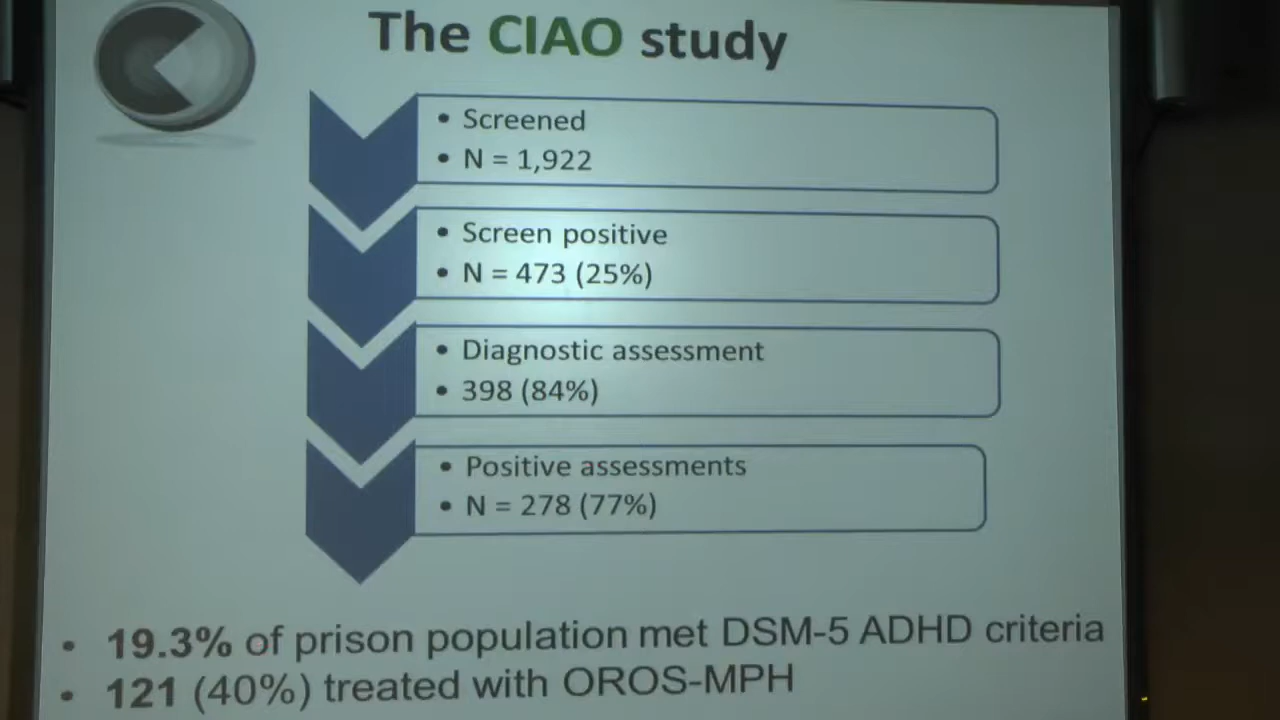 The CIAO study
• Screened
• N = 1,922
• Screen positive
• N = 473 (25%)
• Diagnostic assessment
• 398 (84%)
• Positive assessments
• N = 278 (77%)
• 19.3% of prison population met DSM-5 ADHD criteria
• 121 (40%) treated with OROS-MPH